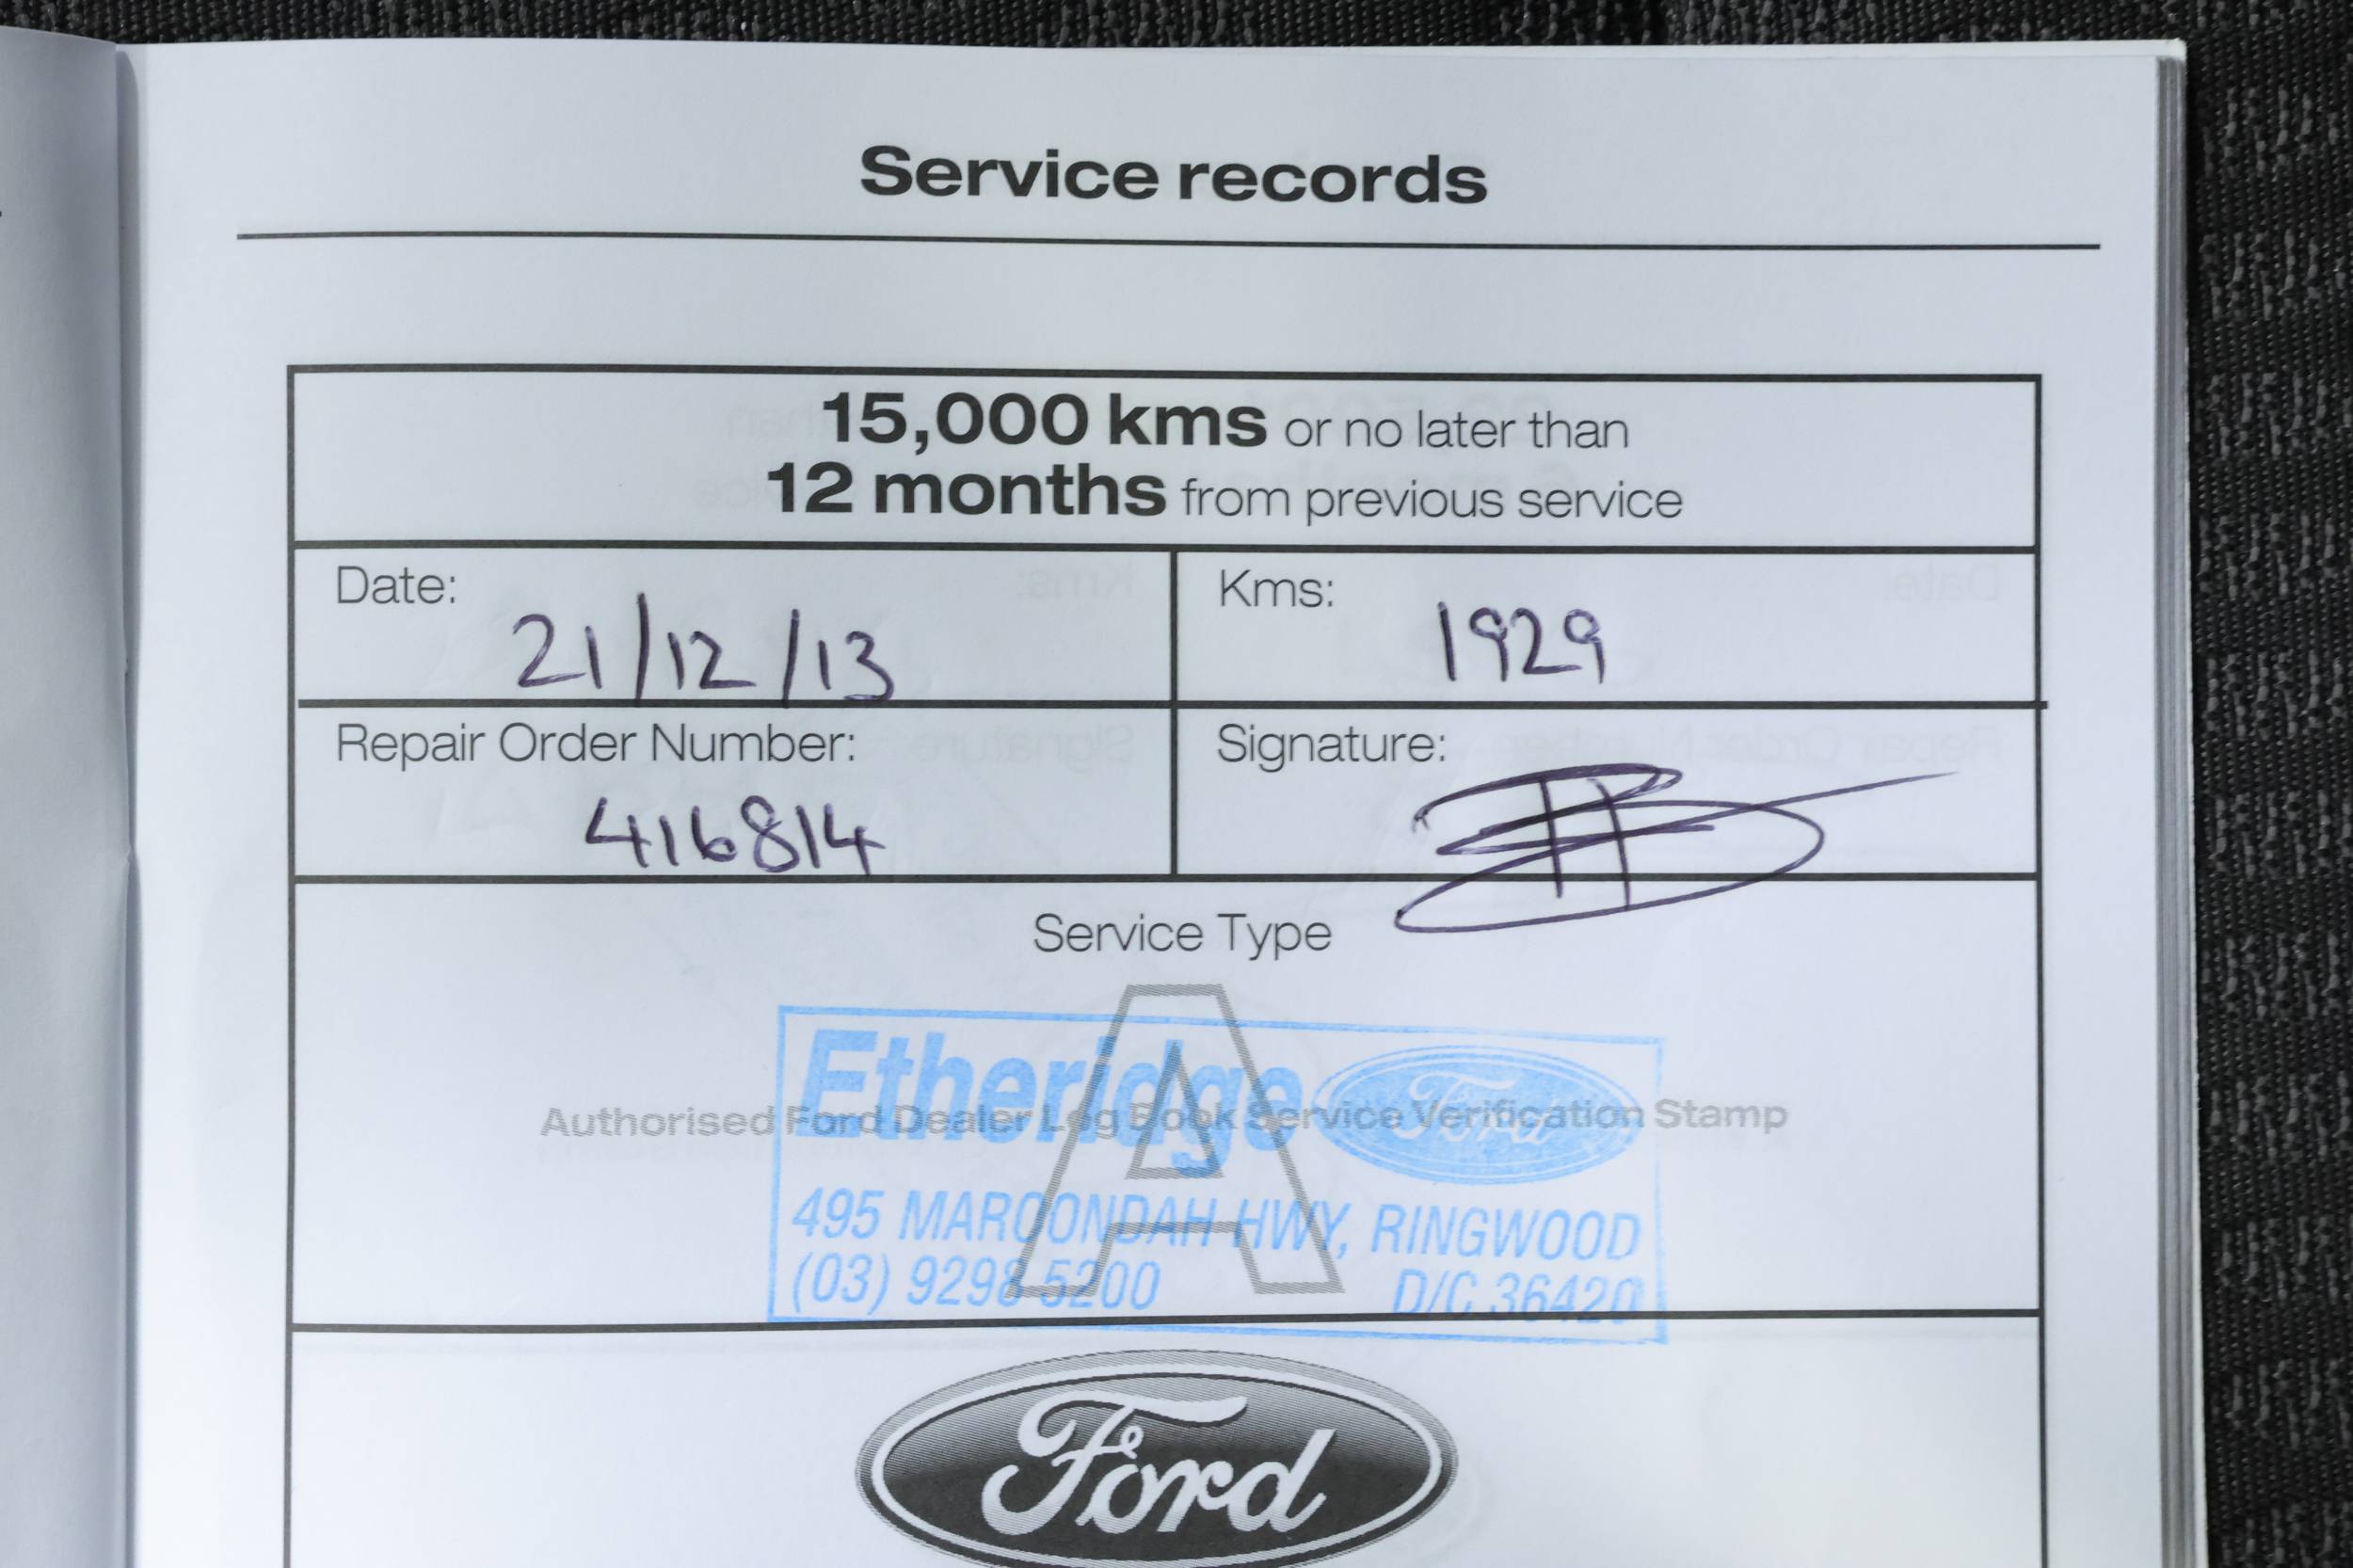 Service records
15,000 kms or no later than
12 months from previous service
Date:
21/12/13
Kms:
1929
Repair Order Number:
416814
Signature:
Service Type
A
Authorised Ford Dealer Log Book Service Verification Stamp
Etheridge Ford
495 MAROONDAH HWY, RINGWOOD
(03) 9298 5200 D/C 36420
Ford